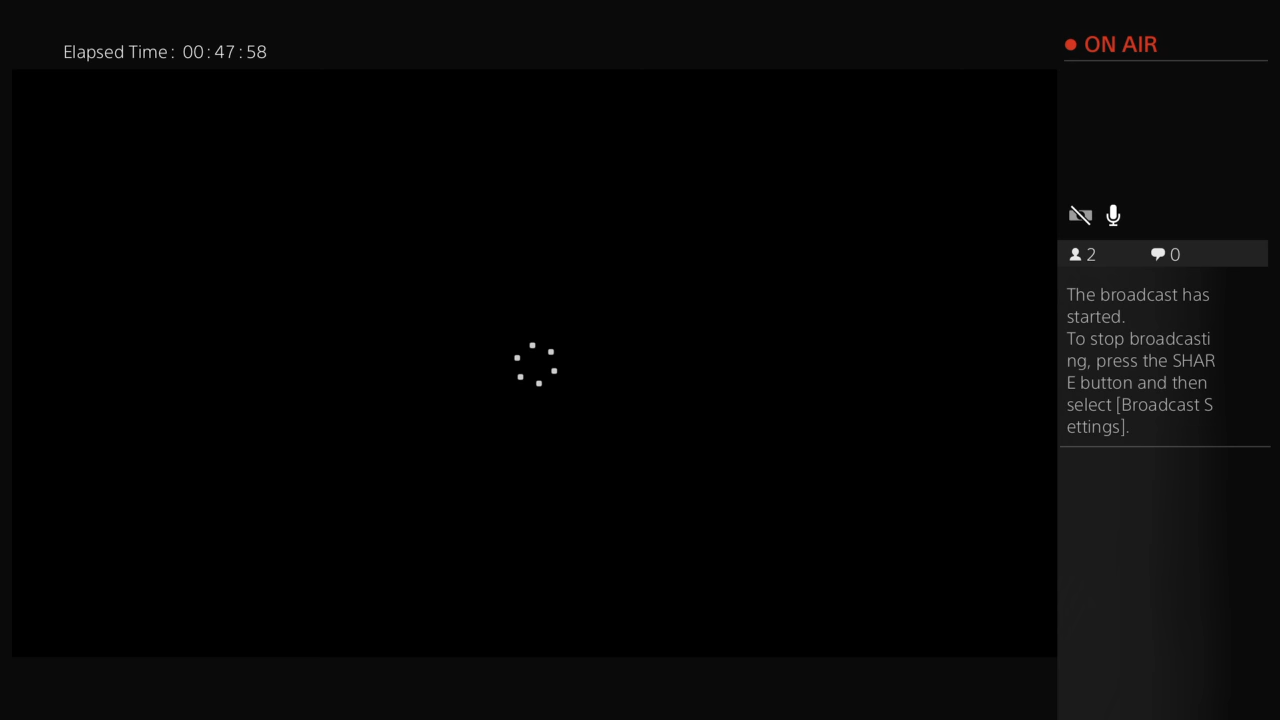 Elapsed Time: 00:47:58
ON AIR
2 0
The broadcast has
started.
To stop broadcasti
ng, press the SHAR
E button and then
select [Broadcast S
ettings].